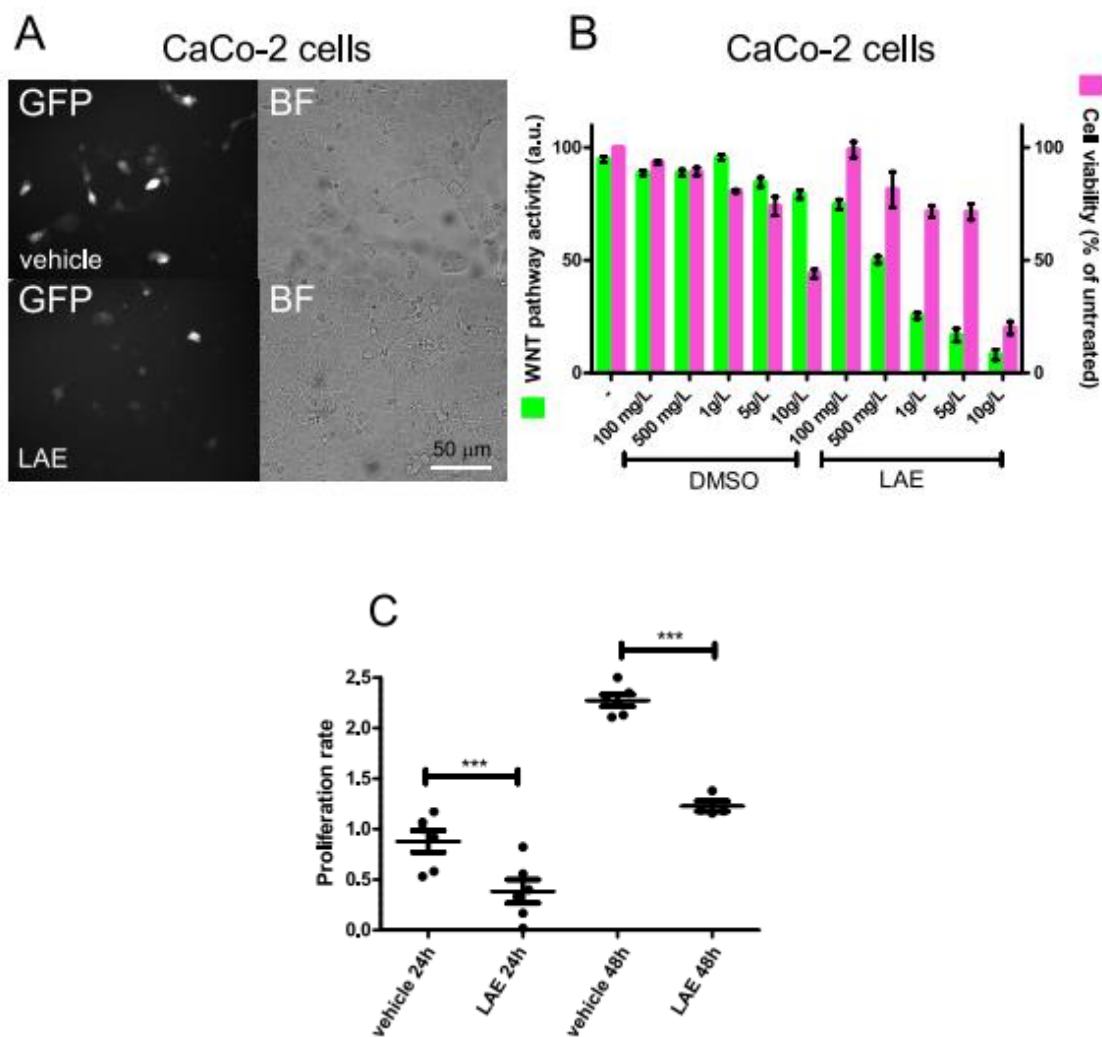 A
CaCo-2 cells
GFP
BF
vehicle
GFP
BF
LAE
50 μm
B
CaCo-2 cells
WNT pathway activity (a.u.)
100
50
0
100
50
0
Cell viability (% of untreated)
-
100 mg/L
500 mg/L
1g/L
5g/L
10g/L
100 mg/L
500 mg/L
1g/L
5g/L
10g/L
DMSO
LAE
C
Proliferation rate
2.5
2.0
1.5
1.0
0.5
0.0
***
***
vehicle 24h
LAE 24h
vehicle 48h
LAE 48h